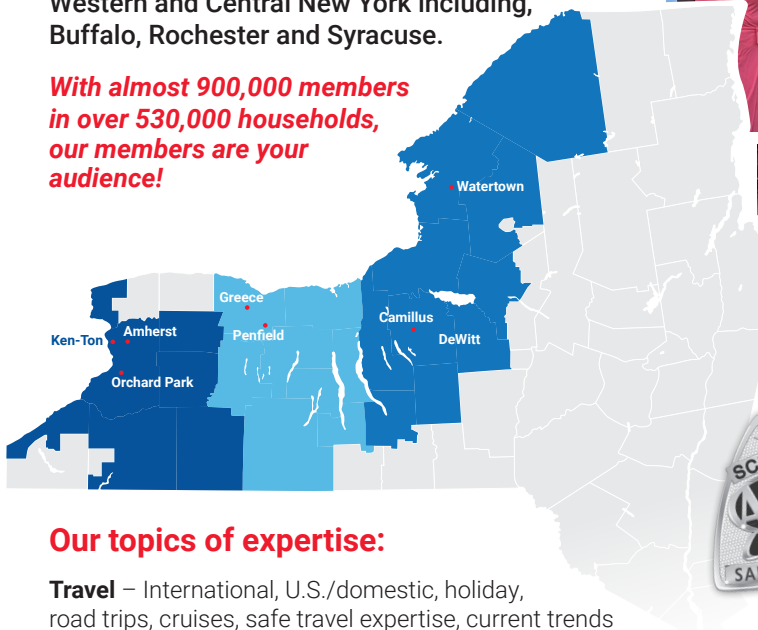 Western and Central New York including,
Buffalo, Rochester and Syracuse.
With almost 900,000 members
in over 530,000 households,
our members are your
audience!
Watertown
Greece
Camillus
Amherst
Penfield
Ken-Ton
DeWitt
Orchard Park
Our topics of expertise:
Travel – International, U.S./domestic, holiday,
road trips, cruises, safe travel expertise, current trends